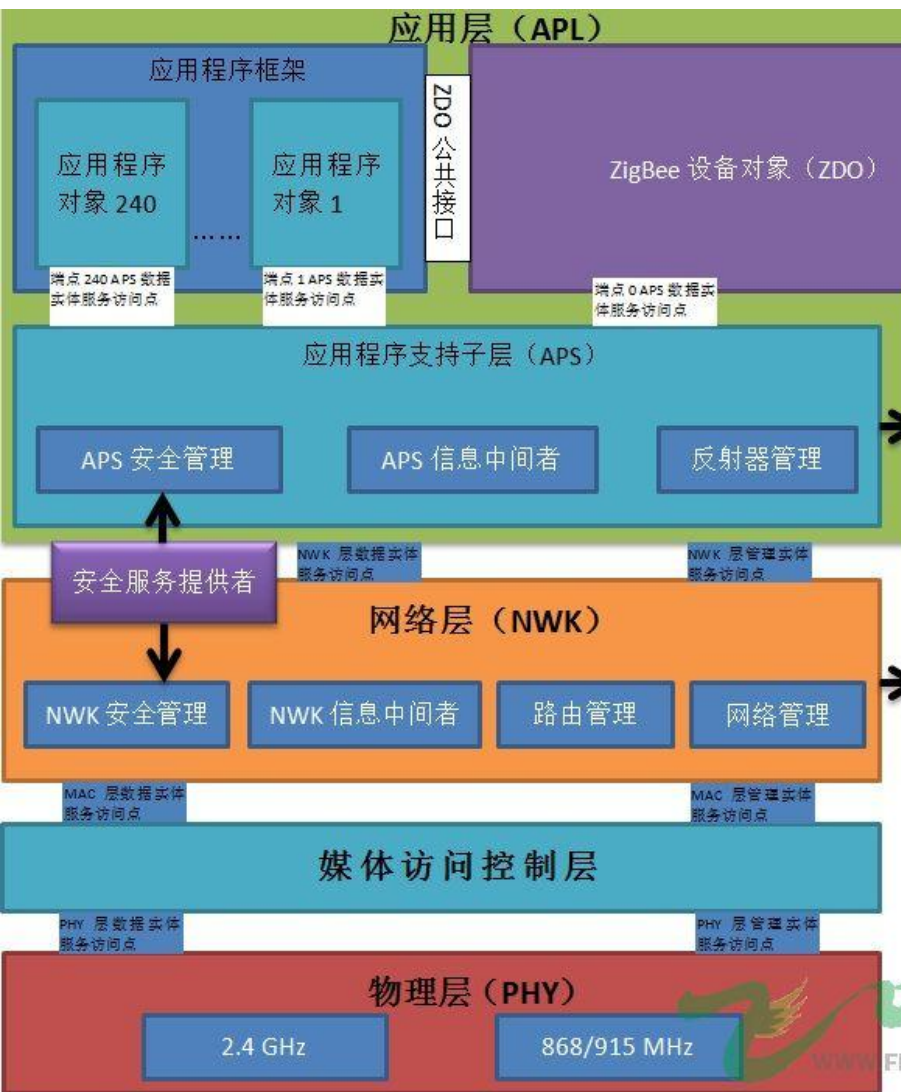 应用层（APL）
应用程序框架
ZDO 公共接口
ZigBee 设备对象（ZDO）
应用程序
对象 240
……
应用程序
对象 1
端点 240 APS 数据
实体服务访问点
端点 1 APS 数据实
体服务访问点
端点 0 APS 数据实
体服务访问点
应用程序支持子层（APS）
APS 安全管理
APS 信息中间者
反射器管理
安全服务提供者
NWK 层数据实体
服务访问点
NWK 层管理实体
服务访问点
网络层（NWK）
NWK 安全管理
NWK 信息中间者
路由管理
网络管理
MAC 层数据实体
服务访问点
MAC 层管理实体
服务访问点
媒体访问控制层
PHY 层数据实体
服务访问点
PHY 层管理实体
服务访问点
物理层（PHY）
2.4 GHz
868/915 MHz